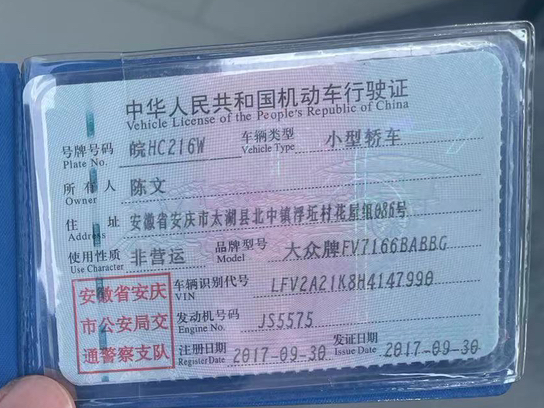 中华人民共和国机动车行驶证
Vehicle License of the People's Republic of China
号牌号码 皖HC216W 车辆类型 小型轿车
Plate No. Vehicle Type
所有人 陈文
Owner
住址 安徽省安庆市太湖县北中镇浮坵村花屋组086号
Address
使用性质 非营运 品牌型号 大众牌FV7166BABBG
Use Character Model
安徽省安庆 车辆识别代号 LFV2A21K8H4147990
VIN
市公安局交 发动机号码 JS5575
Engine No.
通警察支队 注册日期 2017-09-30 发证日期 2017-09-30
Register Date Issue Date